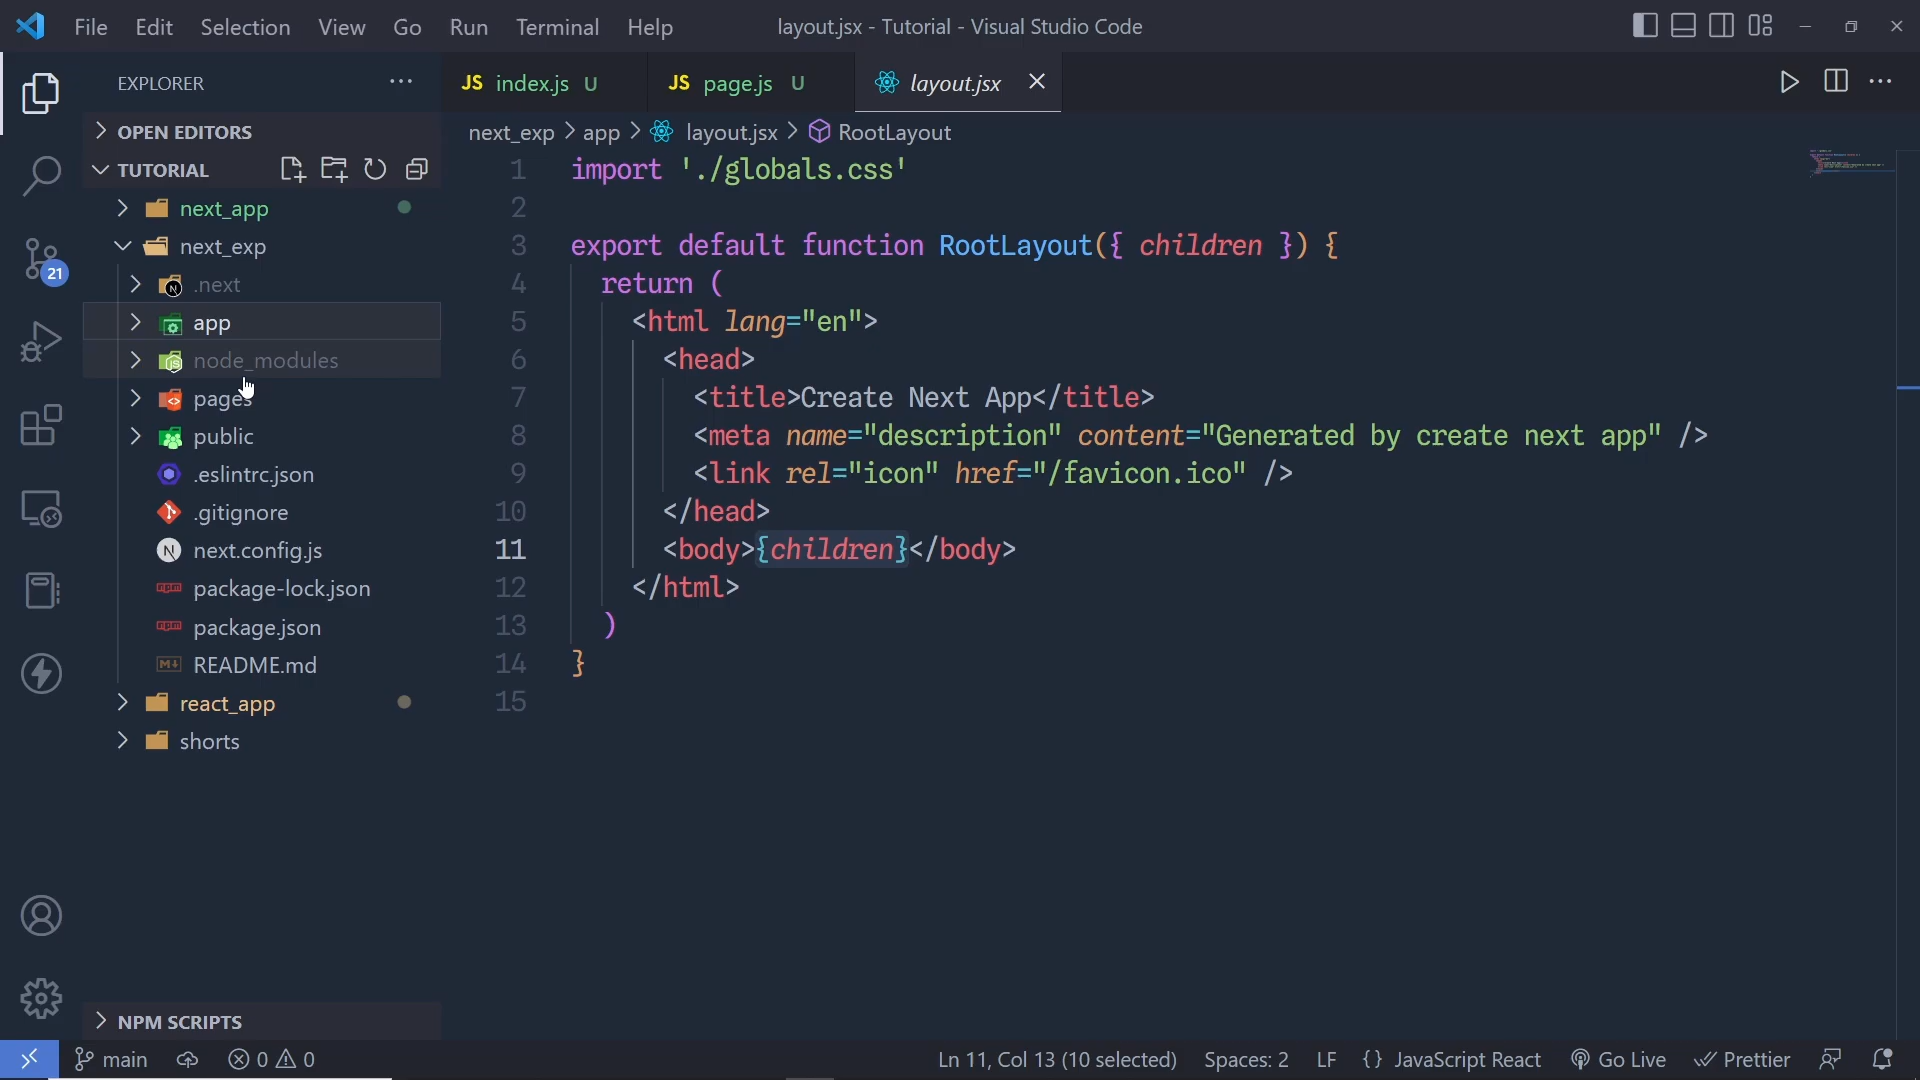 File Edit Selection View Go Run Terminal Help
layout.jsx - Tutorial - Visual Studio Code
EXPLORER
OPEN EDITORS
TUTORIAL
next_app
next_exp
.next
app
node_modules
pages
public
.eslintrc.json
.gitignore
next.config.js
package-lock.json
package.json
README.md
react_app
shorts
NPM SCRIPTS
21
JS index.js U
JS page.js U
layout.jsx
next_exp > app > layout.jsx > RootLayout
1 import './globals.css'
2
3 export default function RootLayout({ children }) {
4 return (
5 <html lang="en">
6 <head>
7 <title>Create Next App</title>
8 <meta name="description" content="Generated by create next app" />
9 <link rel="icon" href="/favicon.ico" />
10 </head>
11 <body>{children}</body>
12 </html>
13 )
14 }
15
main 0 0
Ln 11, Col 13 (10 selected) Spaces: 2 LF {} JavaScript React Go Live Prettier